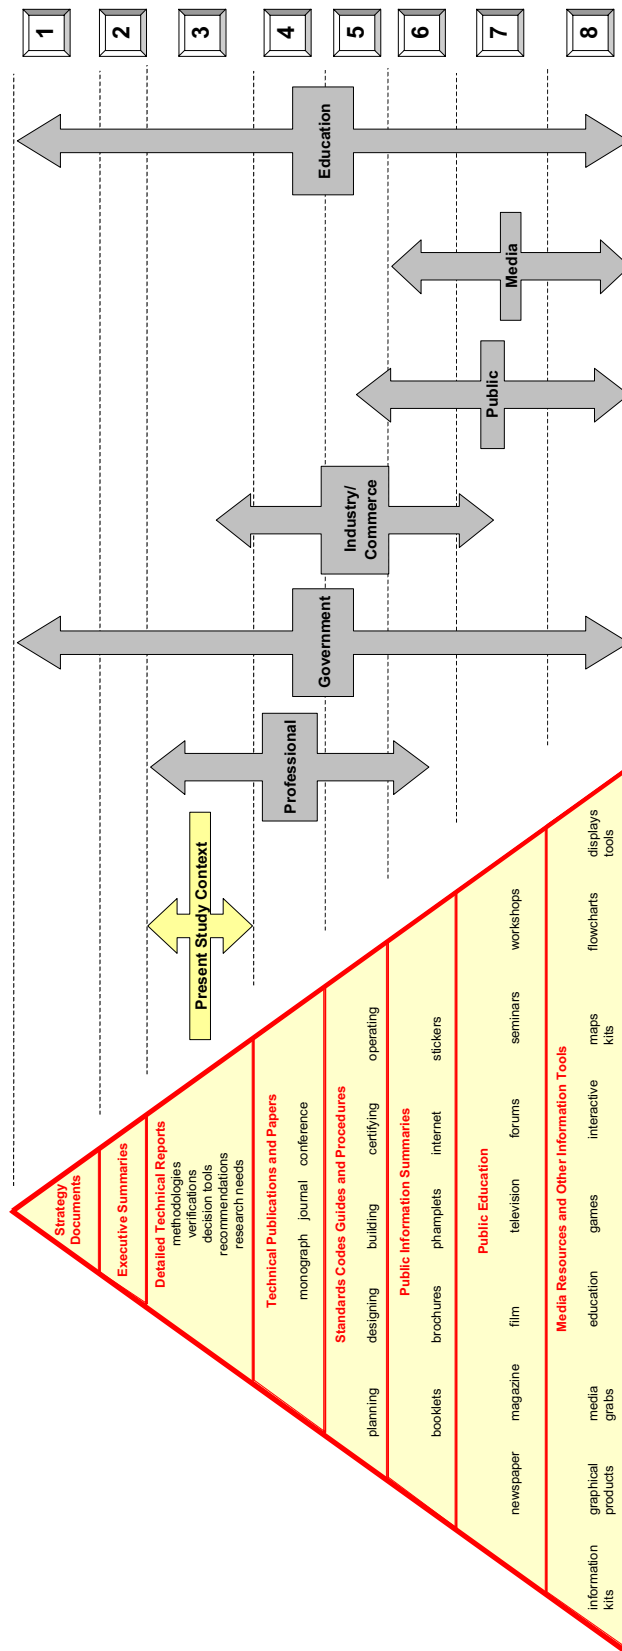 Strategy
Documents
Executive Summaries
Detailed Technical Reports
methodologies
verifications
decision tools
recommendations
research needs
Technical Publications and Papers
monograph journal conference
Standards Codes Guides and Procedures
planning designing building certifying operating
Public Information Summaries
booklets brochures phamplets internet stickers
Public Education
newspaper magazine film television forums seminars workshops
Media Resources and Other Information Tools
information
kits
graphical
products
media
grabs
education
games
interactive
maps
kits
flowcharts
displays
tools
Present Study Context
Professional
Government
Industry/
Commerce
Public
Media
Education
1
2
3
4
5
6
7
8